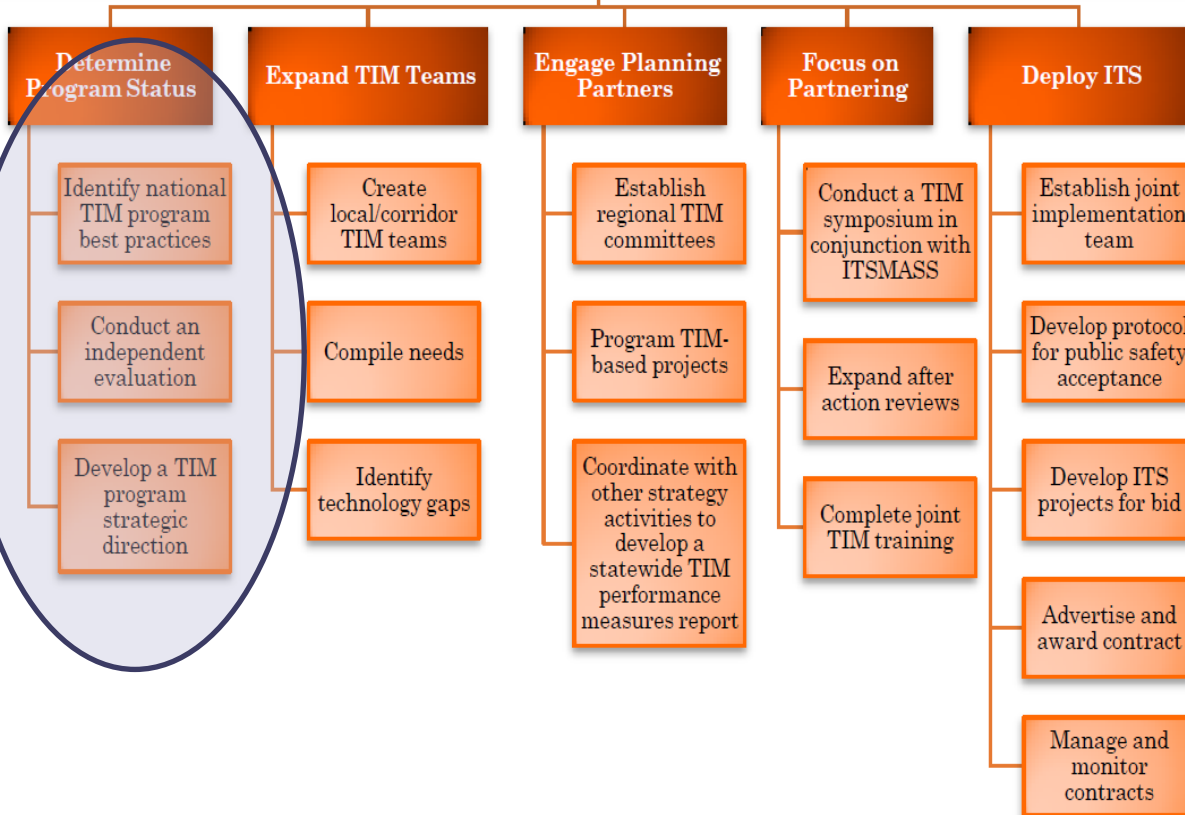 Determine
Program Status
Identify national
TIM program
best practices
Conduct an
independent
evaluation
Develop a TIM
program
strategic
direction
Expand TIM Teams
Create
local/corridor
TIM teams
Compile needs
Identify
technology gaps
Engage Planning
Partners
Establish
regional TIM
committees
Program TIM-
based projects
Coordinate with
other strategy
activities to
develop a
statewide TIM
performance
measures report
Focus on
Partnering
Conduct a TIM
symposium in
conjunction with
ITSMASS
Expand after
action reviews
Complete joint
TIM training
Deploy ITS
Establish joint
implementation
team
Develop protocol
for public safety
acceptance
Develop ITS
projects for bid
Advertise and
award contract
Manage and
monitor
contracts